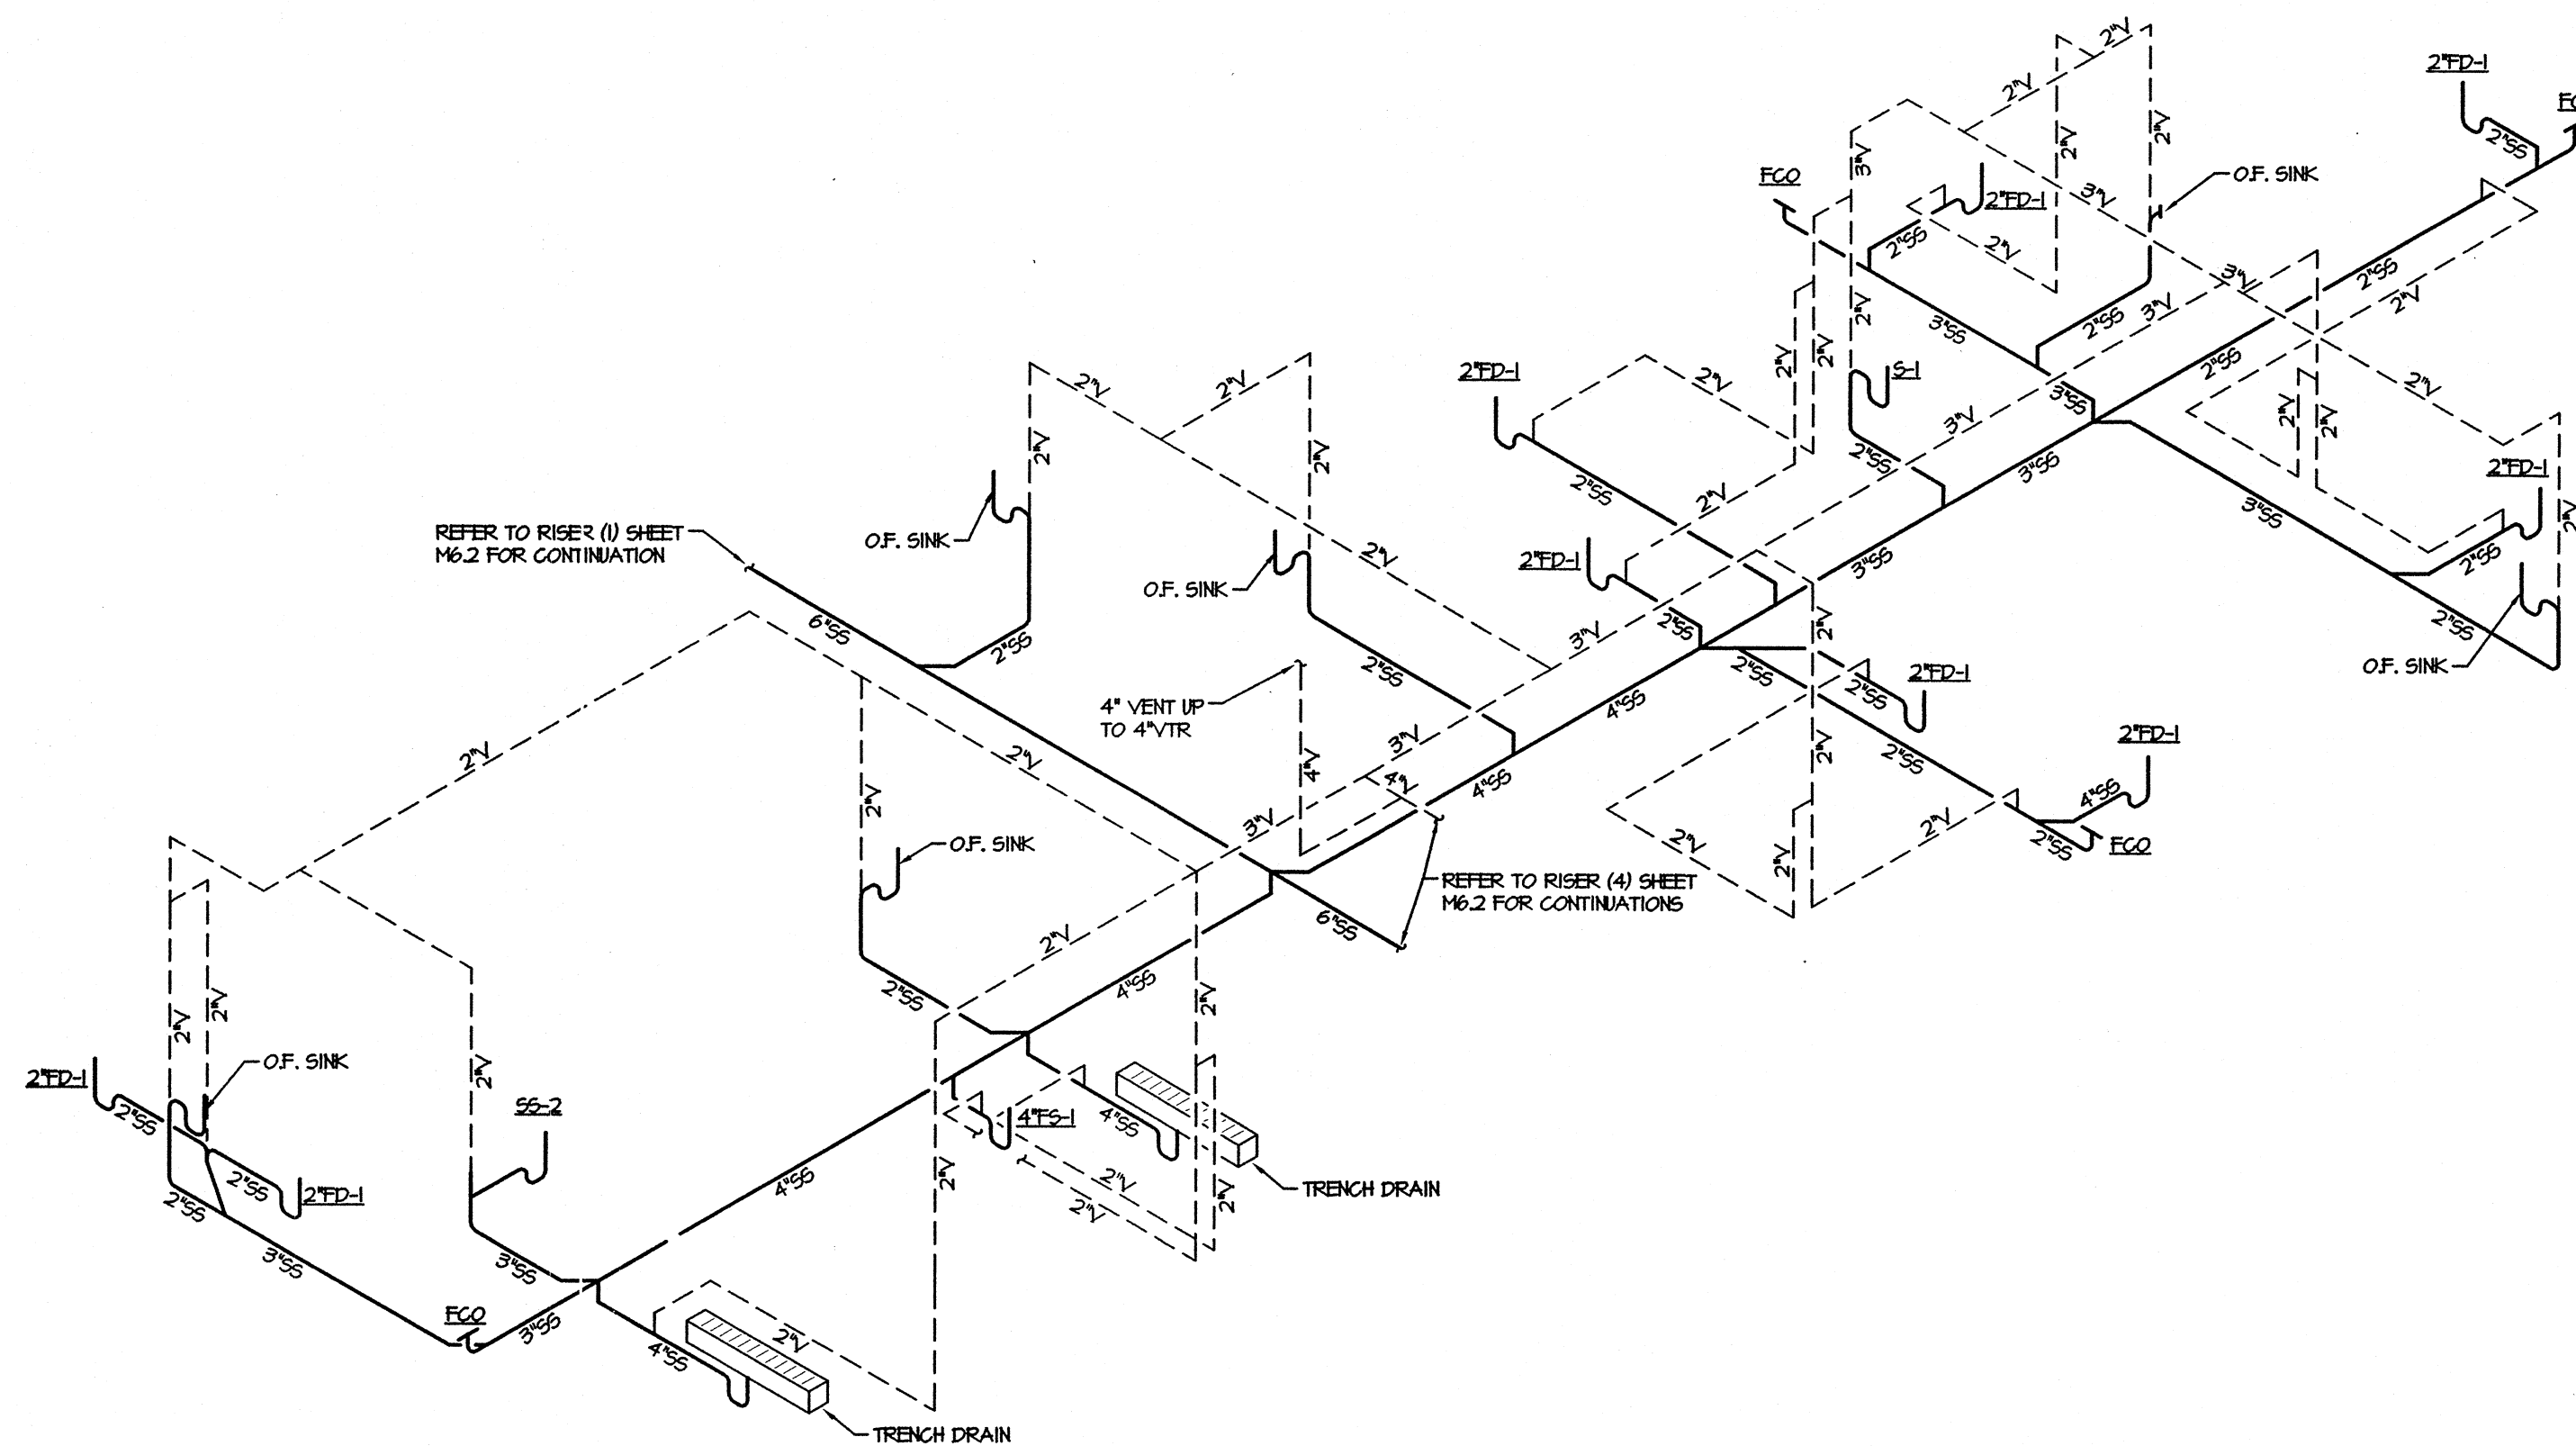 2"V
2"FD-1
FC
2"V
2"V
2"V
3"V
2"SS
O.F. SINK
FCO
2"FD-1
3"V
2"SS
2"V
3"V
2"SS
2"V
2"V
3"V
2"SS
3"SS
2"V
2"V
2"SS
2"FD-1
2"V
2"V
S-1
2"SS
2"V
2"V
2"V
2"V
3"SS
3"V
2"V
2"V
2"V
2"V
2"SS
3"SS
2"FD-1
2"SS
2"V
3"SS
2"V
REFER TO RISER (1) SHEET
M6.2 FOR CONTINUATION
O.F. SINK
2"V
2"FD-1
3"SS
2"SS
O.F. SINK
6"SS
2"SS
2"SS
3"V
2"V
2"SS
O.F. SINK
2"SS
2"SS
2"SS
2"FD-1
4" VENT UP
TO 4"VTR
4"SS
2"V
2"V
3"V
2"V
2"SS
2"FD-1
4"V
4"V
4"SS
2"V
4"SS
3"V
2"V
2"V
O.F. SINK
2"SS
FCO
2"V
REFER TO RISER (4) SHEET
M6.2 FOR CONTINUATIONS
6"SS
2"V
2"SS
4"SS
2"V
2"V
2"V
O.F. SINK
2"FD-1
2"V
2"SS
SS-2
4"FS-1
4"SS
2"V
2"SS
2"FD-1
4"SS
2"V
2"V
2"V
TRENCH DRAIN
2"SS
3"SS
3"SS
FCO
3"SS
2"V
4"SS
TRENCH DRAIN